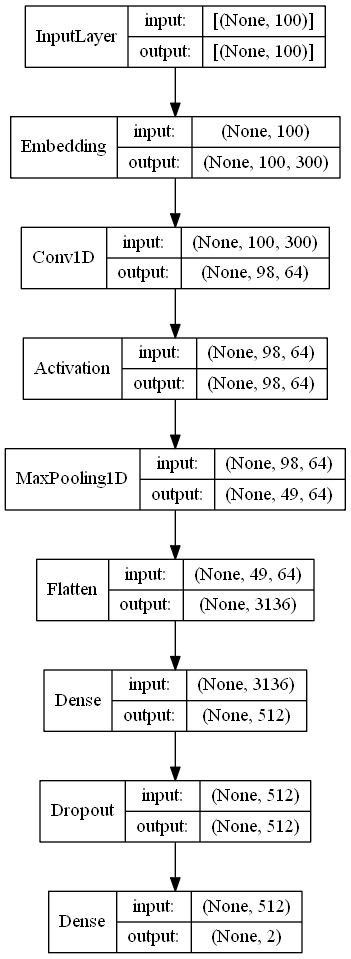 InputLayer
input: [(None, 100)]
output: [(None, 100)]
Embedding
input: (None, 100)
output: (None, 100, 300)
Conv1D
input: (None, 100, 300)
output: (None, 98, 64)
Activation
input: (None, 98, 64)
output: (None, 98, 64)
MaxPooling1D
input: (None, 98, 64)
output: (None, 49, 64)
Flatten
input: (None, 49, 64)
output: (None, 3136)
Dense
input: (None, 3136)
output: (None, 512)
Dropout
input: (None, 512)
output: (None, 512)
Dense
input: (None, 512)
output: (None, 2)